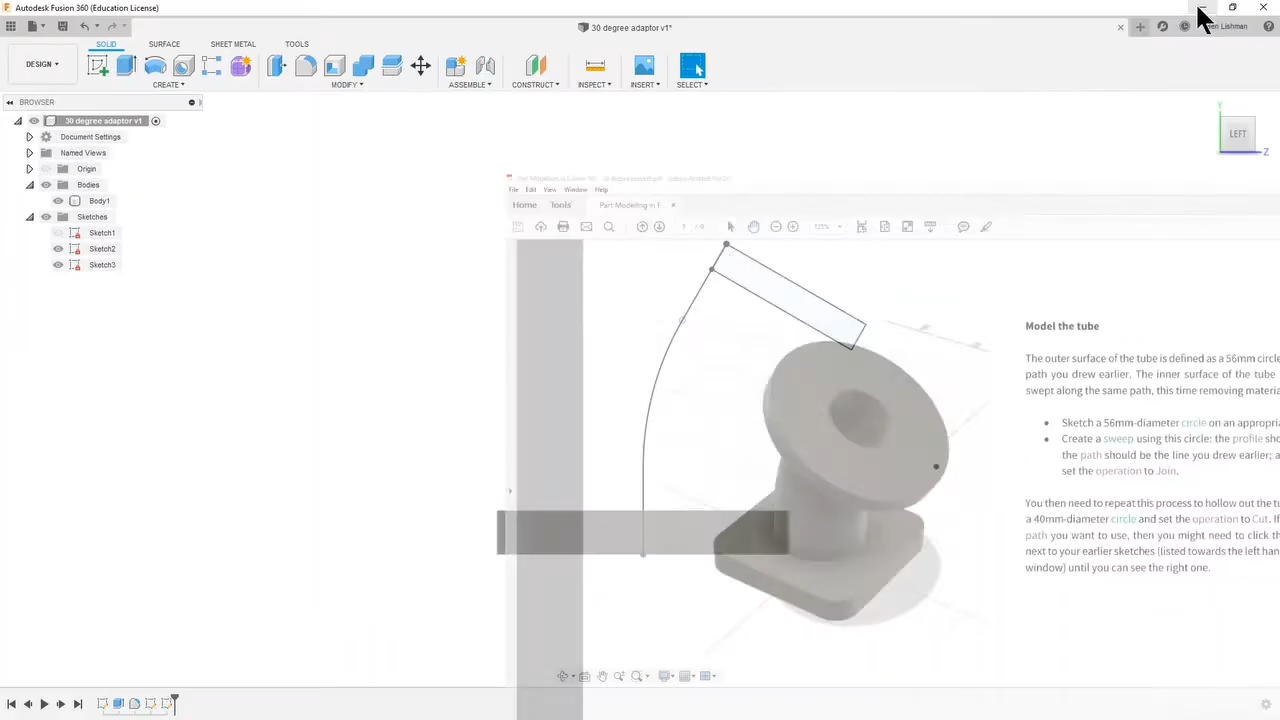 Autodesk Fusion 360 (Education License)
30 degree adaptor v1*
Lishman
SOLID SURFACE SHEET METAL TOOLS
DESIGN
CREATE MODIFY ASSEMBLE CONSTRUCT INSPECT INSERT SELECT
BROWSER
30 degree adaptor v1
Document Settings
Named Views
Origin
Bodies
Body1
Sketches
Sketch1
Sketch2
Sketch3
Y
LEFT
Z
File Edit View Window Help
Home Tools Part Modeling in F...
125%
Model the tube
The outer surface of the tube is defined as a 56mm circle
path you drew earlier. The inner surface of the tube
swept along the same path, this time removing materia
• Sketch a 56mm-diameter circle on an appropri
• Create a sweep using this circle: the profile sho
the path should be the line you drew earlier; a
set the operation to Join.
You then need to repeat this process to hollow out the tu
a 40mm-diameter circle and set the operation to Cut. If
path you want to use, then you might need to click th
next to your earlier sketches (listed towards the left han
window) until you can see the right one.